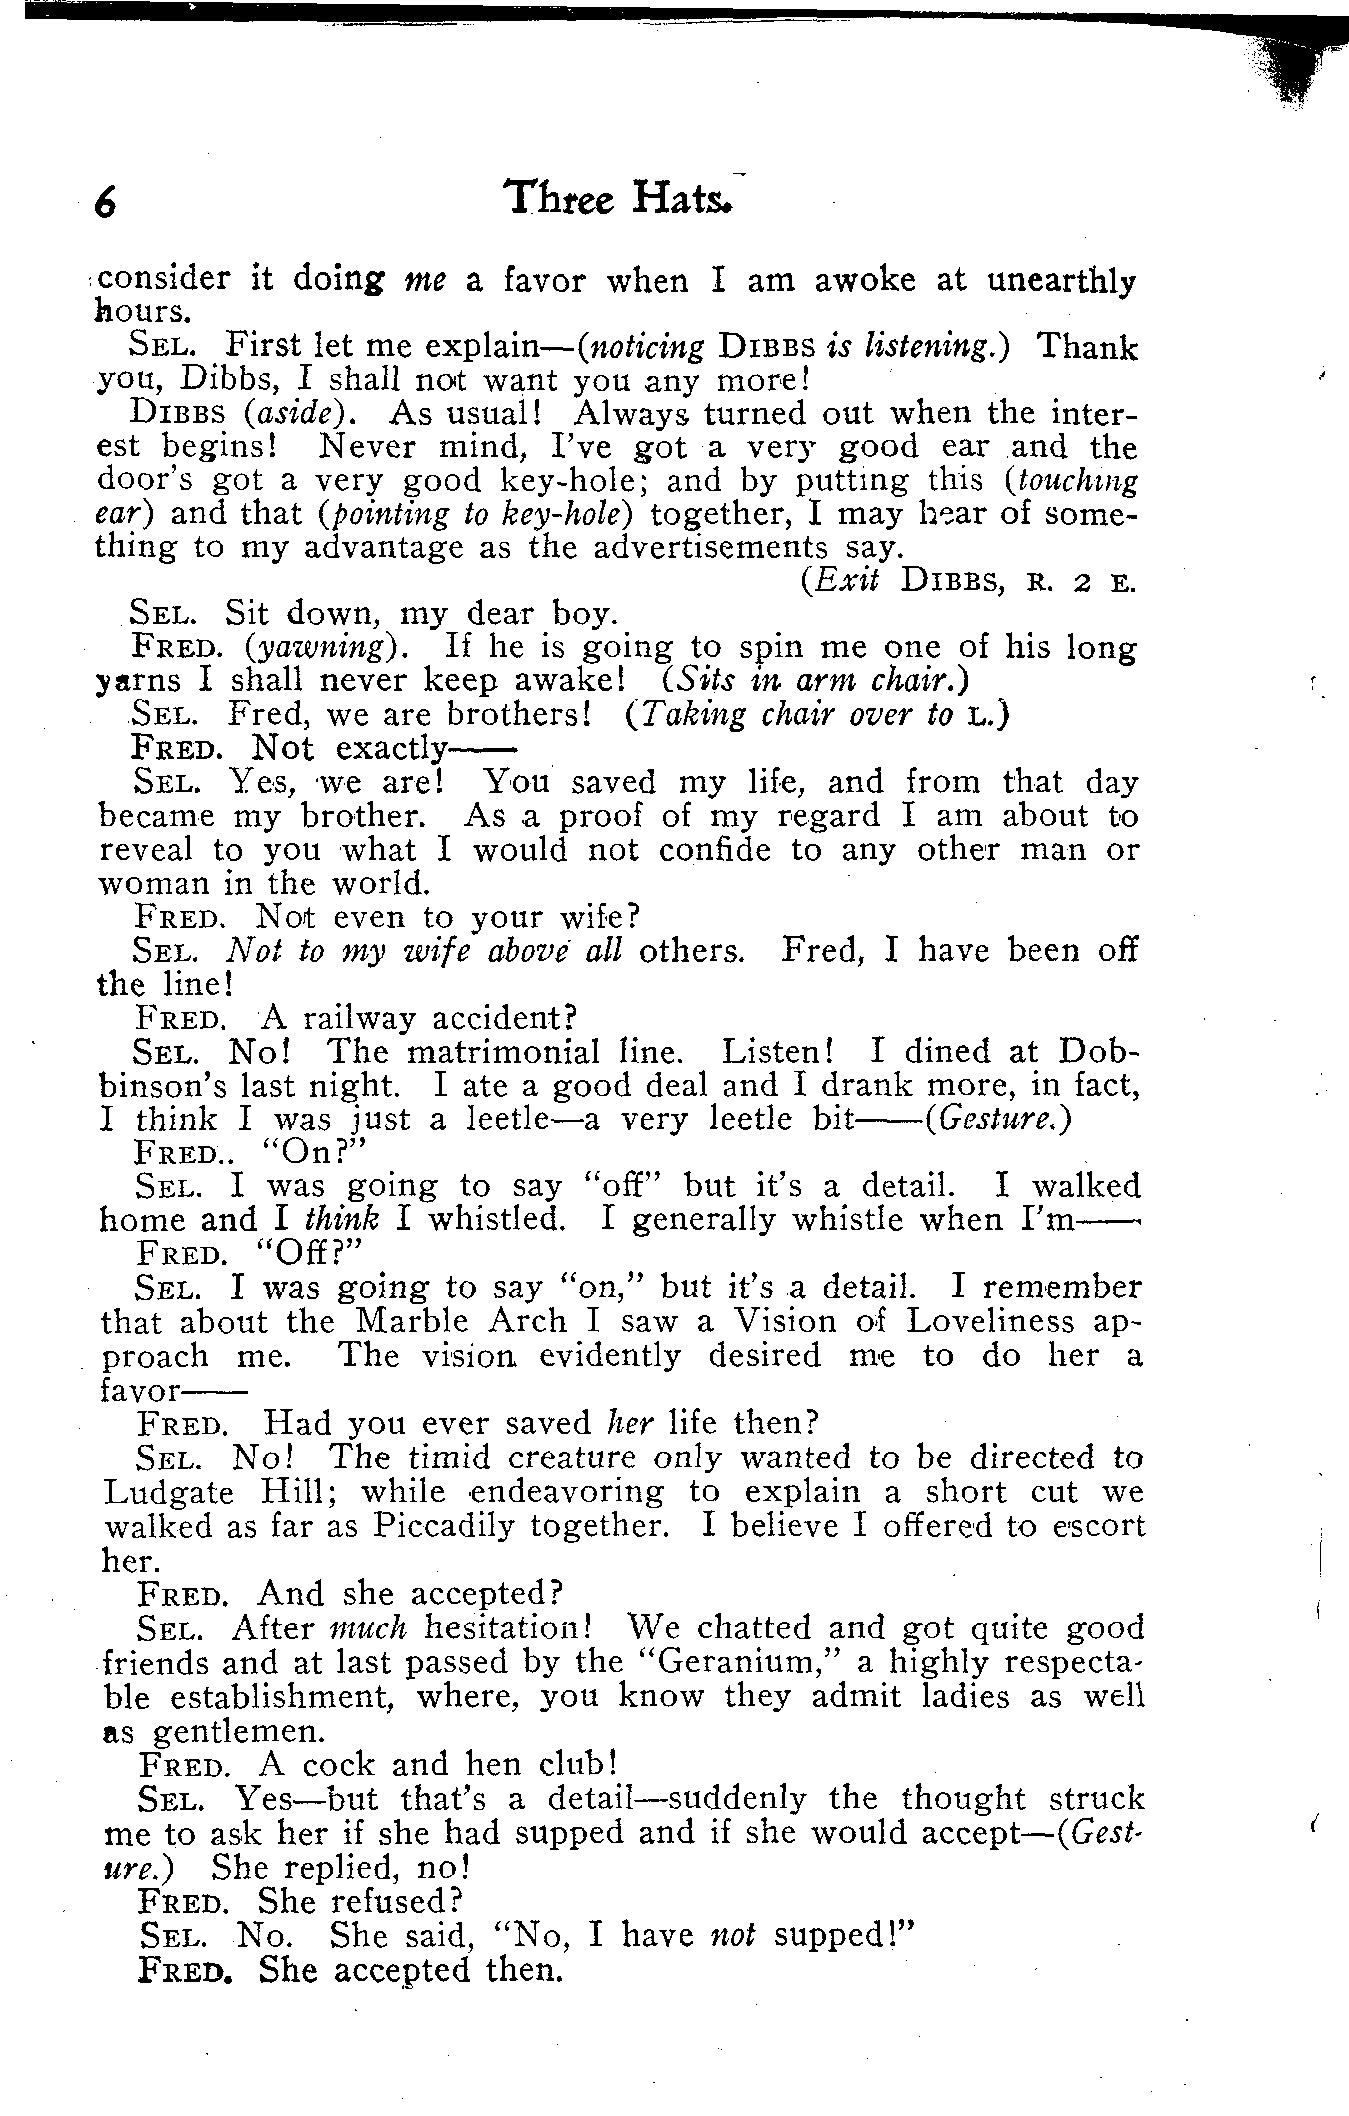 6 Three Hats.
consider it doing me a favor when I am awoke at unearthly
hours.
SEL. First let me explain—(noticing DIBBS is listening.) Thank
you, Dibbs, I shall not want you any more!
DIBBS (aside). As usual! Always turned out when the inter-
est begins! Never mind, I've got a very good ear and the
door's got a very good key-hole; and by putting this (touching
ear) and that (pointing to key-hole) together, I may hear of some-
thing to my advantage as the advertisements say.
(Exit DIBBS, R. 2 E.
SEL. Sit down, my dear boy.
FRED. (yawning). If he is going to spin me one of his long
yarns I shall never keep awake! (Sits in arm chair.)
SEL. Fred, we are brothers! (Taking chair over to L.)
FRED. Not exactly——
SEL. Yes, we are! You saved my life, and from that day
became my brother. As a proof of my regard I am about to
reveal to you what I would not confide to any other man or
woman in the world.
FRED. Not even to your wife?
SEL. Not to my wife above all others. Fred, I have been off
the line!
FRED. A railway accident?
SEL. No! The matrimonial line. Listen! I dined at Dob-
binson's last night. I ate a good deal and I drank more, in fact,
I think I was just a leetle—a very leetle bit——(Gesture.)
FRED.. "On?"
SEL. I was going to say "off" but it's a detail. I walked
home and I think I whistled. I generally whistle when I'm——
FRED. "Off?"
SEL. I was going to say "on," but it's a detail. I remember
that about the Marble Arch I saw a Vision of Loveliness ap-
proach me. The vision evidently desired me to do her a
favor——
FRED. Had you ever saved her life then?
SEL. No! The timid creature only wanted to be directed to
Ludgate Hill; while endeavoring to explain a short cut we
walked as far as Piccadily together. I believe I offered to escort
her.
FRED. And she accepted?
SEL. After much hesitation! We chatted and got quite good
friends and at last passed by the "Geranium," a highly respecta-
ble establishment, where, you know they admit ladies as well
as gentlemen.
FRED. A cock and hen club!
SEL. Yes—but that's a detail—suddenly the thought struck
me to ask her if she had supped and if she would accept—(Gest-
ure.) She replied, no!
FRED. She refused?
SEL. No. She said, "No, I have not supped!"
FRED. She accepted then.